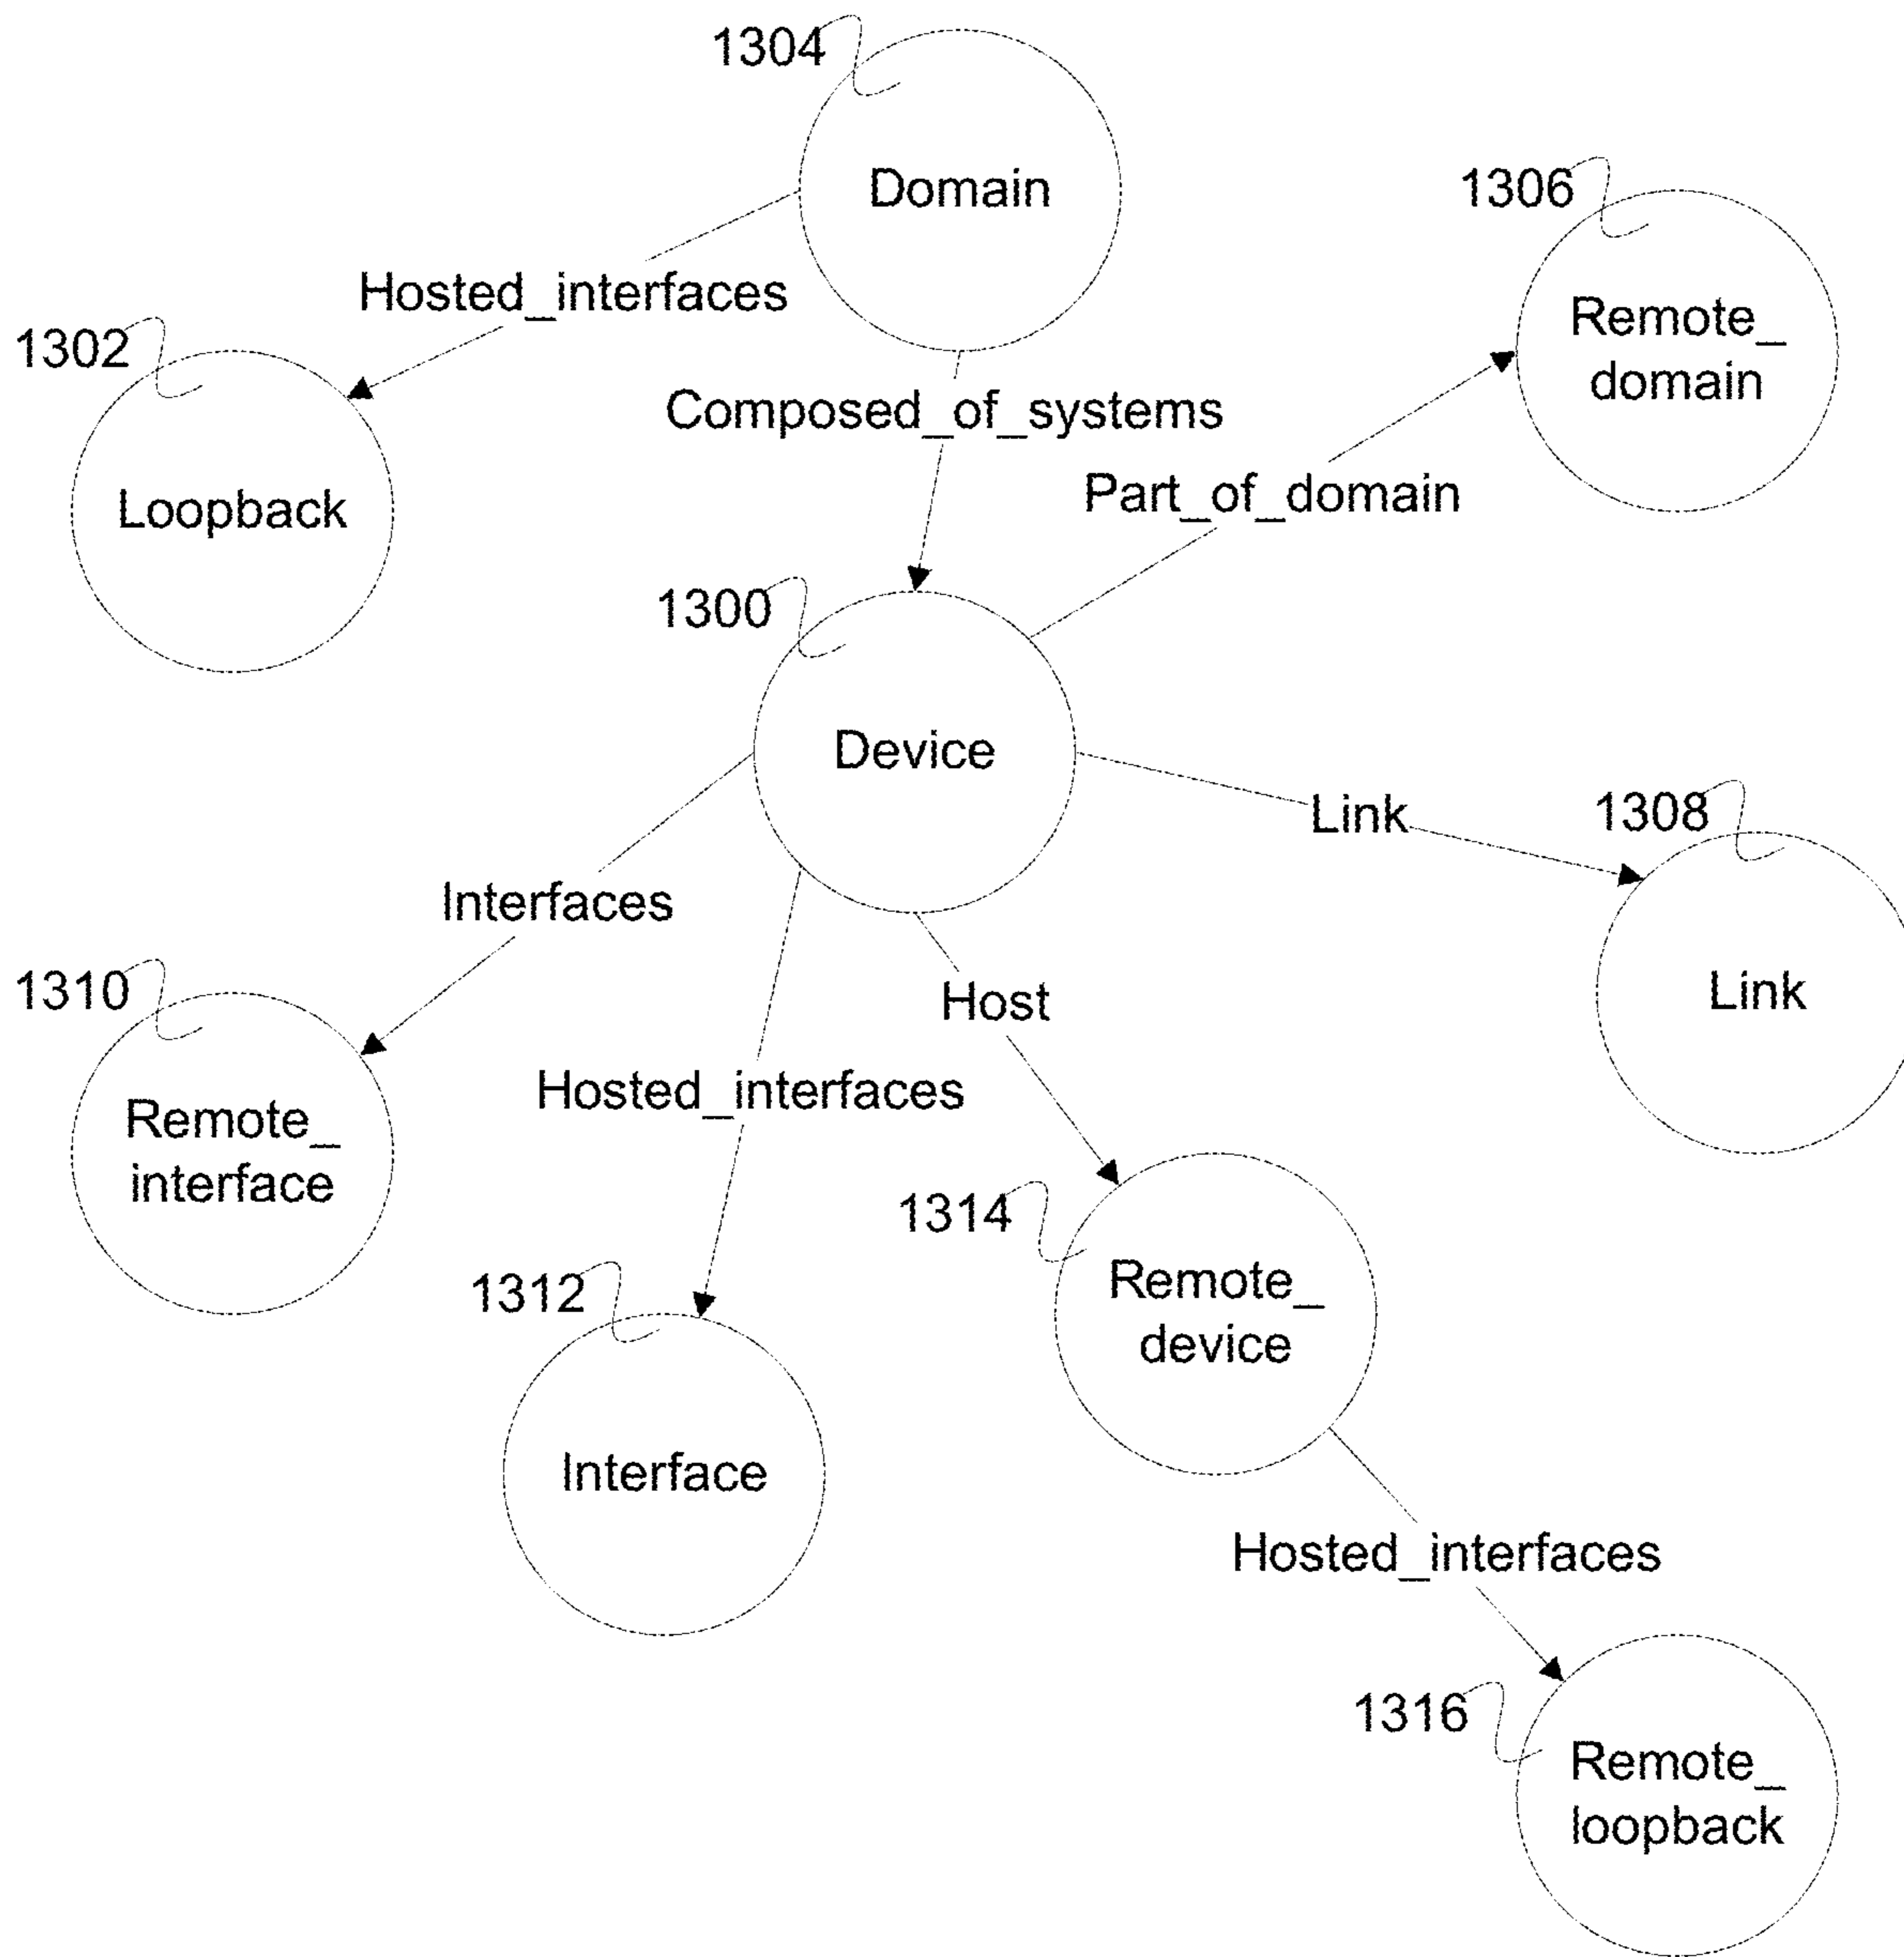 1304
Domain
1306
Remote_
domain
Hosted_interfaces
1302
Loopback
Composed_of_systems
Part_of_domain
1300
Device
Link
1308
Link
Interfaces
1310
Remote_
interface
Host
Hosted_interfaces
1314
Remote_
device
1312
Interface
Hosted_interfaces
1316
Remote_
loopback